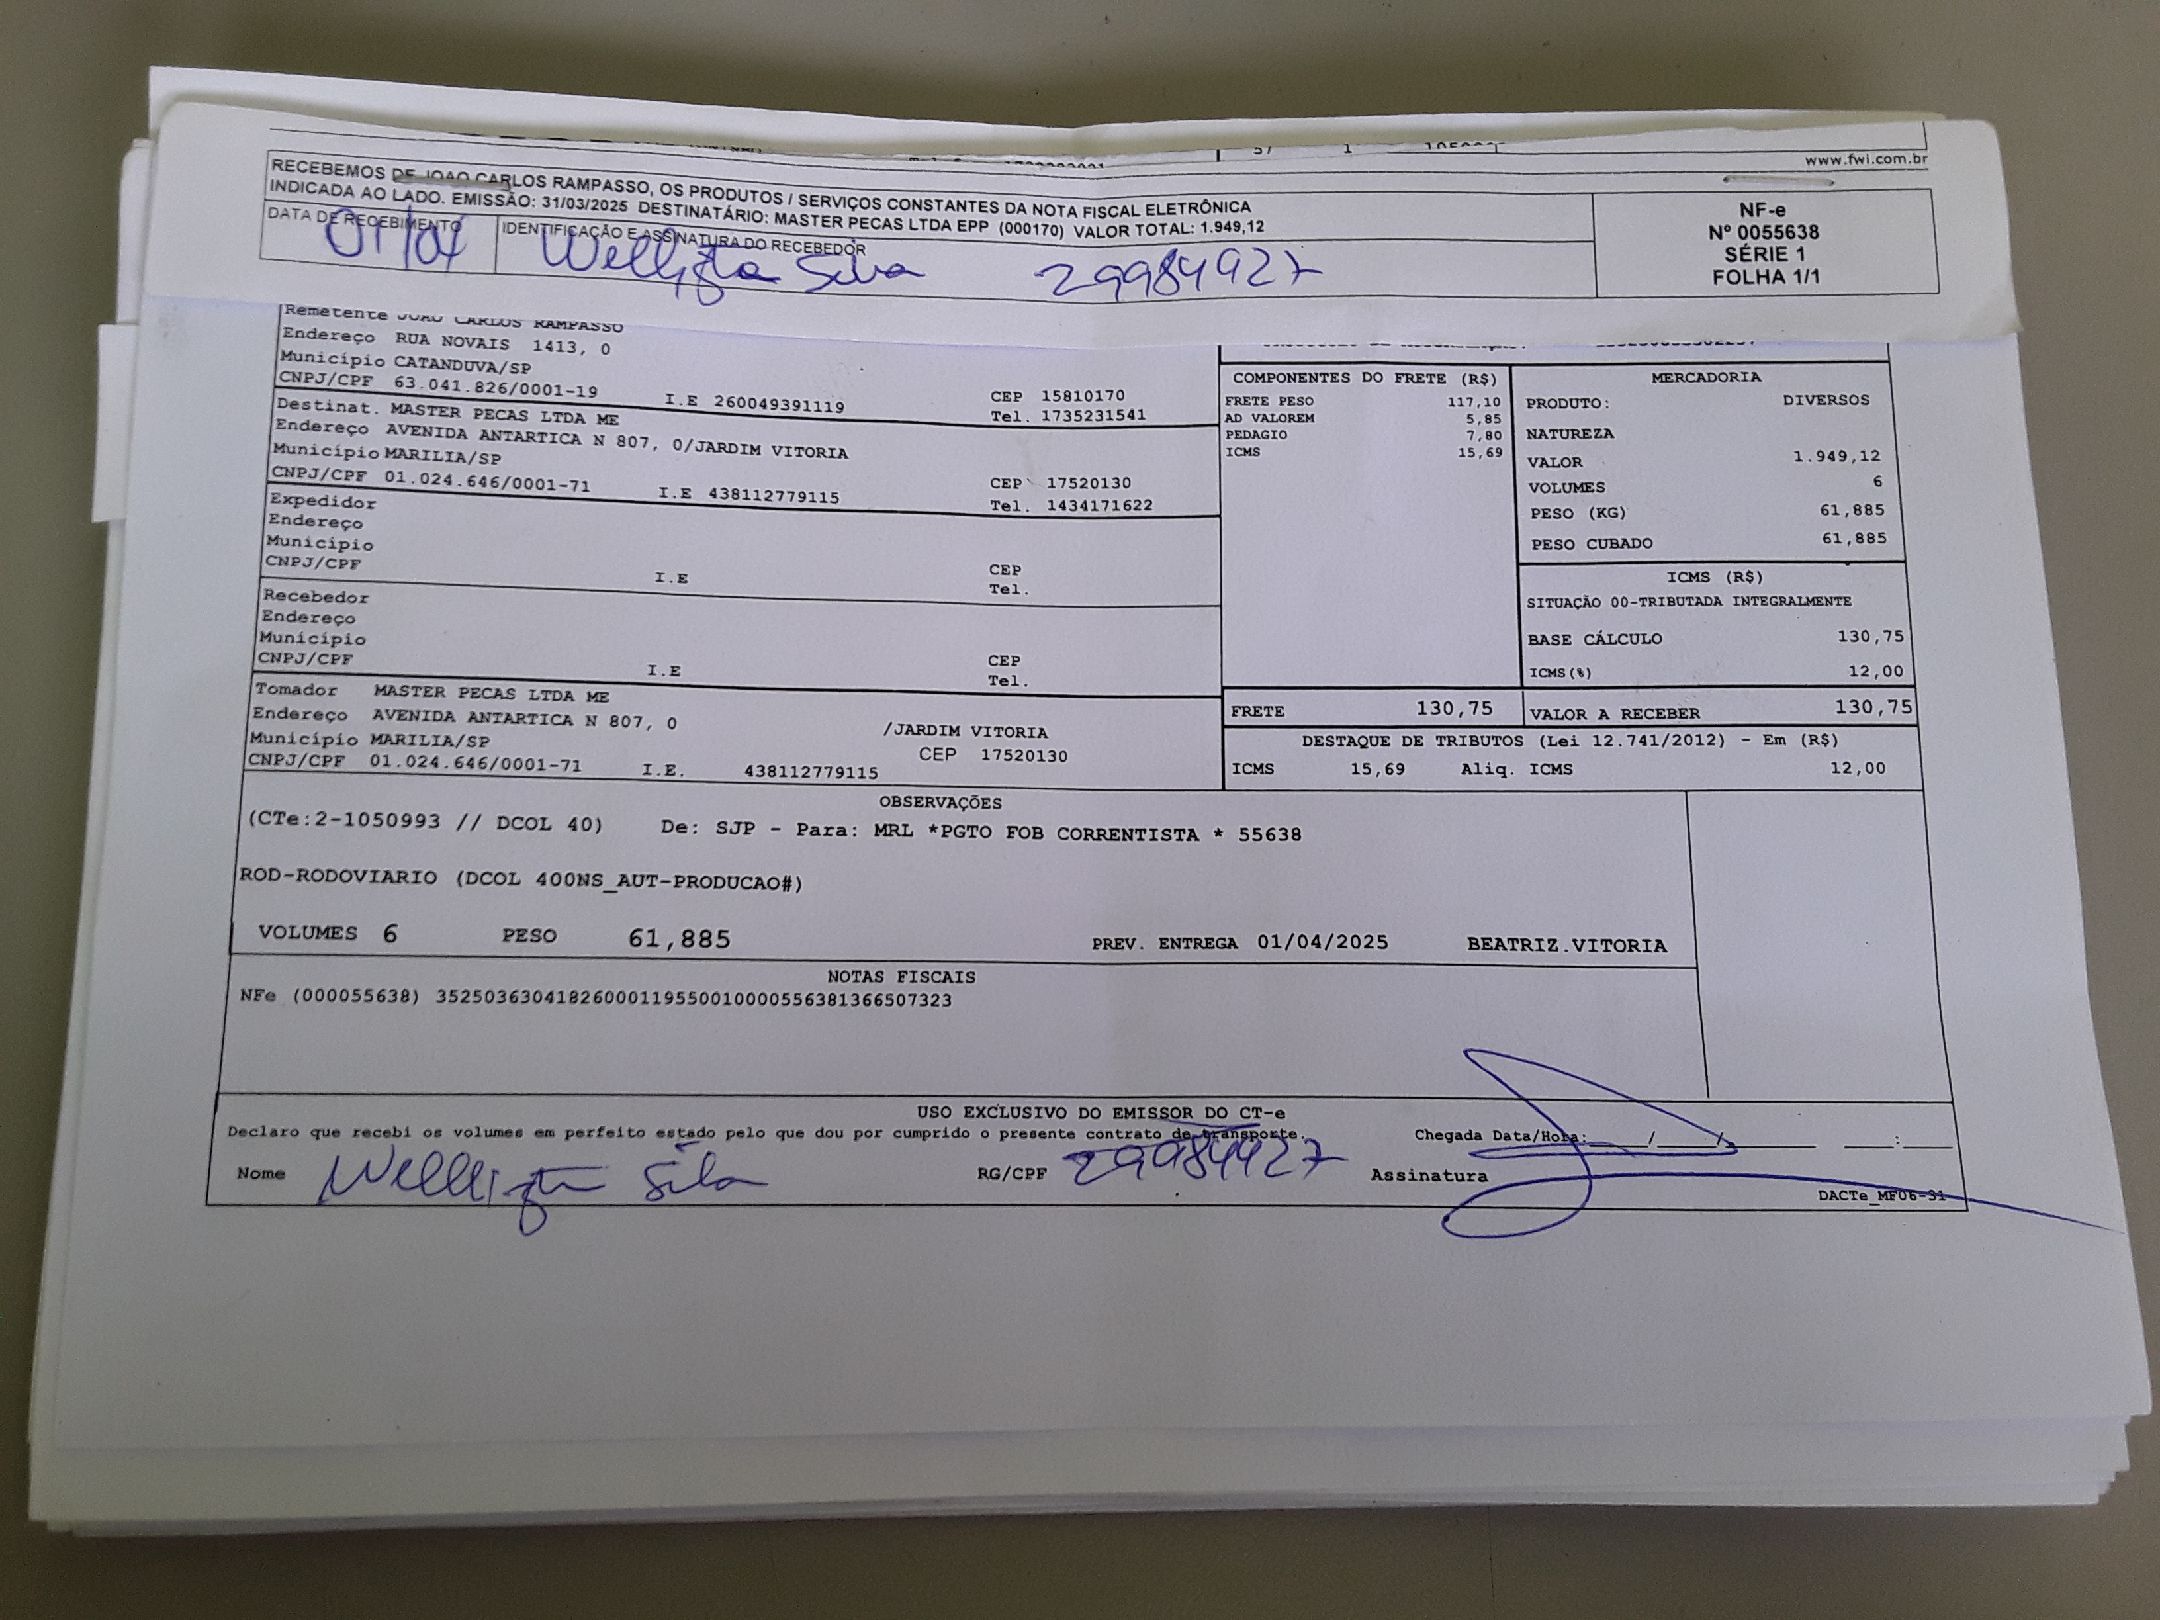 www.fwi.com.br
RECEBEMOS DE JOAO CARLOS RAMPASSO, OS PRODUTOS / SERVIÇOS CONSTANTES DA NOTA FISCAL ELETRÔNICA
INDICADA AO LADO. EMISSÃO: 31/03/2025 DESTINATÁRIO: MASTER PECAS LTDA EPP (000170) VALOR TOTAL: 1.949,12
DATA DE RECEBIMENTO
01/04
IDENTIFICAÇÃO E ASSINATURA DO RECEBEDOR
Silva 29984927
NF-e
Nº 0055638
SÉRIE 1
FOLHA 1/1
Remetente JOAO CARLOS RAMPASSO
Endereço RUA NOVAIS 1413, 0
Município CATANDUVA/SP
CNPJ/CPF 63.041.826/0001-19 I.E 260049391119
CEP 15810170
Tel. 1735231541
Destinat. MASTER PECAS LTDA ME
Endereço AVENIDA ANTARTICA N 807, 0/JARDIM VITORIA
Município MARILIA/SP
CNPJ/CPF 01.024.646/0001-71 I.E 438112779115
CEP 17520130
Tel. 1434171622
Expedidor
Endereço
Município
CNPJ/CPF I.E
CEP
Tel.
Recebedor
Endereço
Município
CNPJ/CPF I.E
CEP
Tel.
Tomador MASTER PECAS LTDA ME
Endereço AVENIDA ANTARTICA N 807, 0 /JARDIM VITORIA
Município MARILIA/SP CEP 17520130
CNPJ/CPF 01.024.646/0001-71 I.E. 438112779115
COMPONENTES DO FRETE (R$)
FRETE PESO 117,10
AD VALOREM 5,85
PEDAGIO 7,80
ICMS 15,69
MERCADORIA
PRODUTO: DIVERSOS
NATUREZA
VALOR 1.949,12
VOLUMES 6
PESO (KG) 61,885
PESO CUBADO 61,885
ICMS (R$)
SITUAÇÃO 00-TRIBUTADA INTEGRALMENTE
BASE CÁLCULO 130,75
ICMS(%) 12,00
FRETE 130,75
VALOR A RECEBER 130,75
DESTAQUE DE TRIBUTOS (Lei 12.741/2012) - Em (R$)
ICMS 15,69 Aliq. ICMS 12,00
OBSERVAÇÕES
(CTe:2-1050993 // DCOL 40) De: SJP - Para: MRL *PGTO FOB CORRENTISTA * 55638
ROD-RODOVIARIO (DCOL 400NS_AUT-PRODUCAO#)
VOLUMES 6 PESO 61,885 PREV. ENTREGA 01/04/2025 BEATRIZ.VITORIA
NOTAS FISCAIS
NFe (000055638) 35250363041826000119550010000556381366507323
USO EXCLUSIVO DO EMISSOR DO CT-e
Declaro que recebi os volumes em perfeito estado pelo que dou por cumprido o presente contrato de transporte.
Chegada Data/Hora:____/____/____ ___:___
Nome Silva RG/CPF 29984927 Assinatura
DACTe_MF06-31